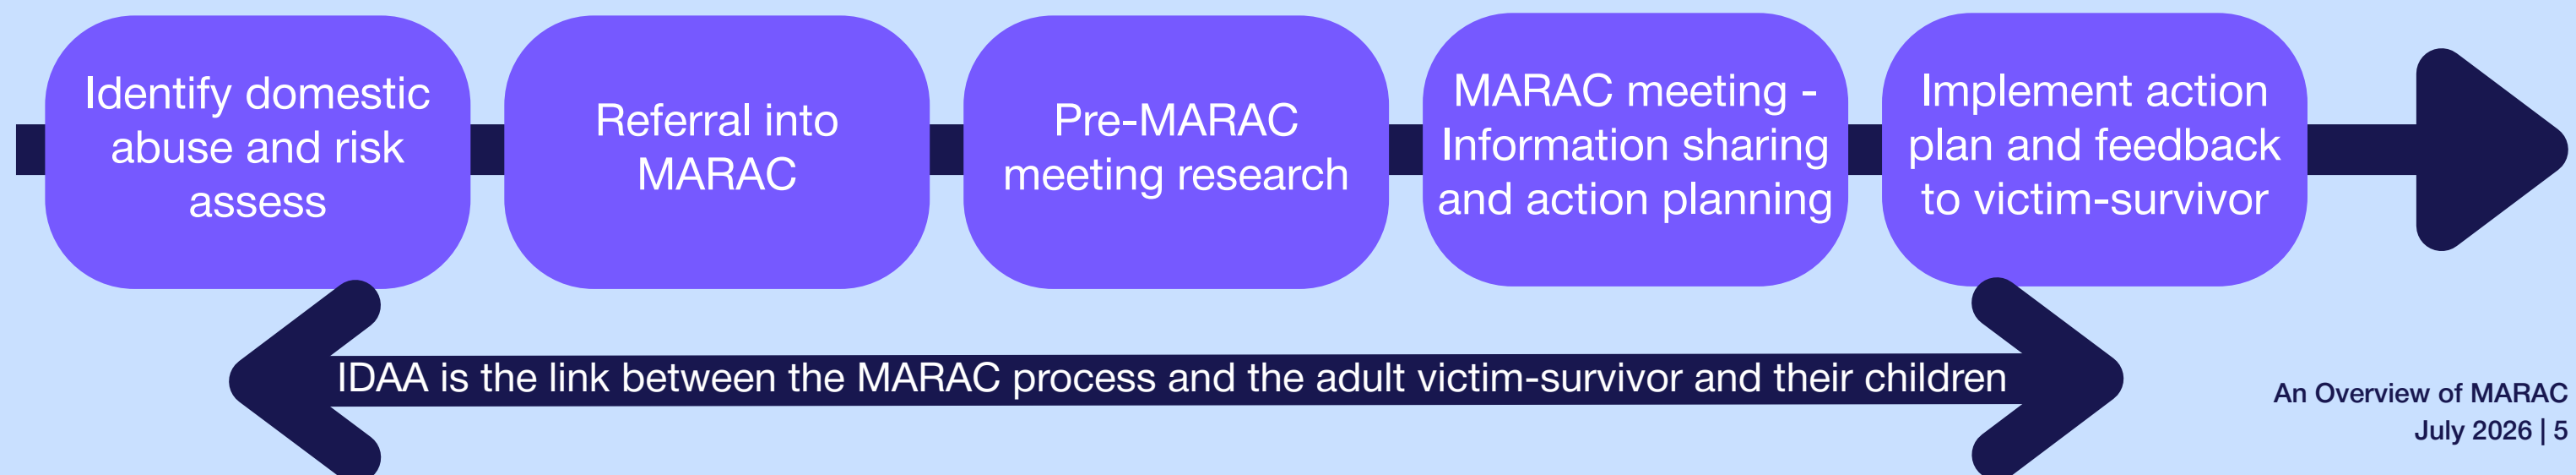 Identify domestic
abuse and risk
assess
Referral into
MARAC
Pre-MARAC
meeting research
MARAC meeting -
Information sharing
and action planning
Implement action
plan and feedback
to victim-survivor
IDAA is the link between the MARAC process and the adult victim-survivor and their children
An Overview of MARAC
July 2026 | 5